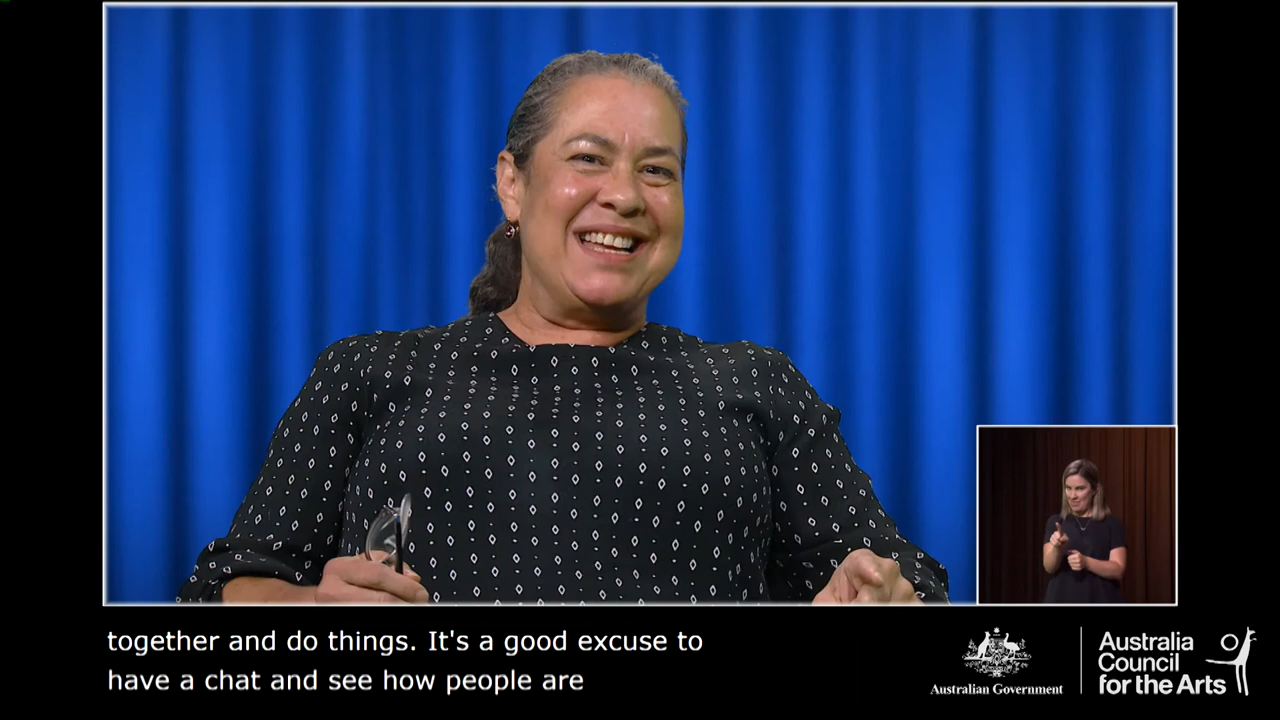 together and do things. It's a good excuse to
have a chat and see how people are
Australian Government
Australia
Council
for the Arts